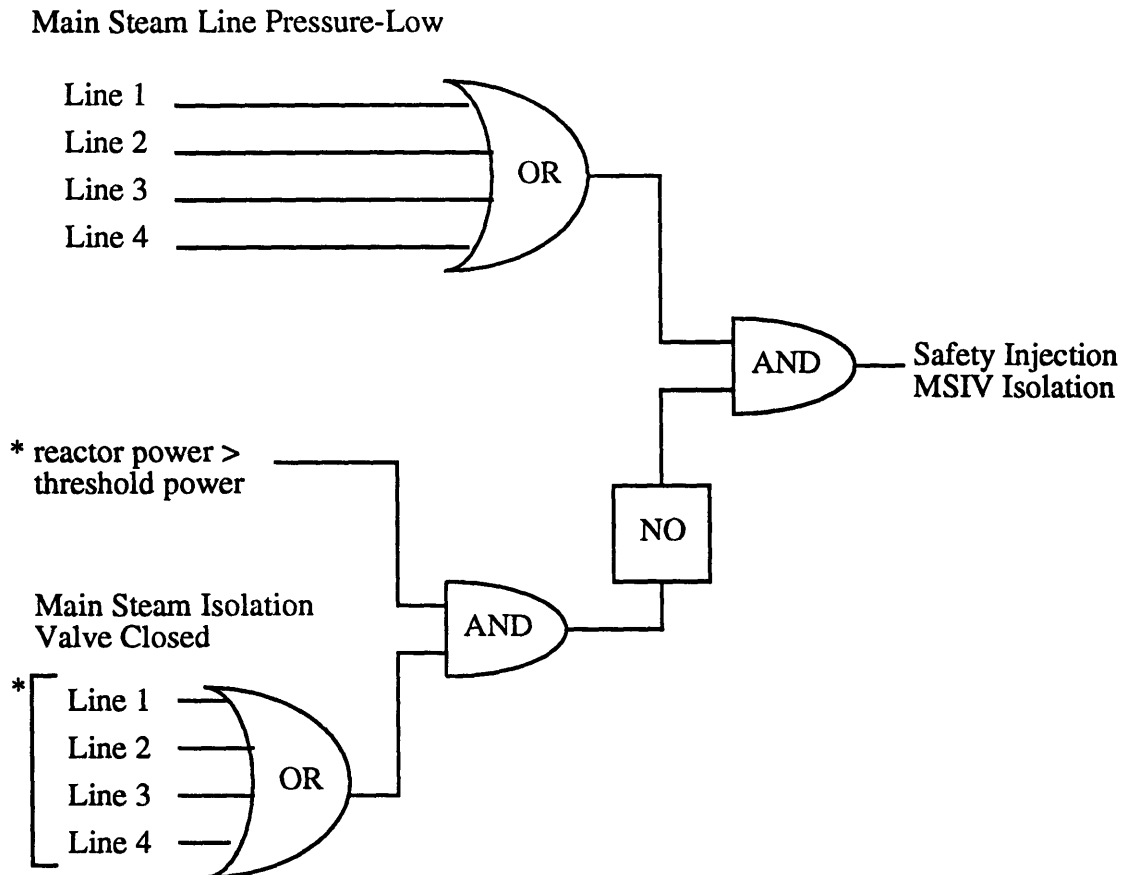 Main Steam Line Pressure-Low
Line 1
Line 2
Line 3
Line 4
OR
AND
Safety Injection
MSIV Isolation
* reactor power >
threshold power
NO
Main Steam Isolation
Valve Closed
AND
*
Line 1
Line 2
Line 3
Line 4
OR